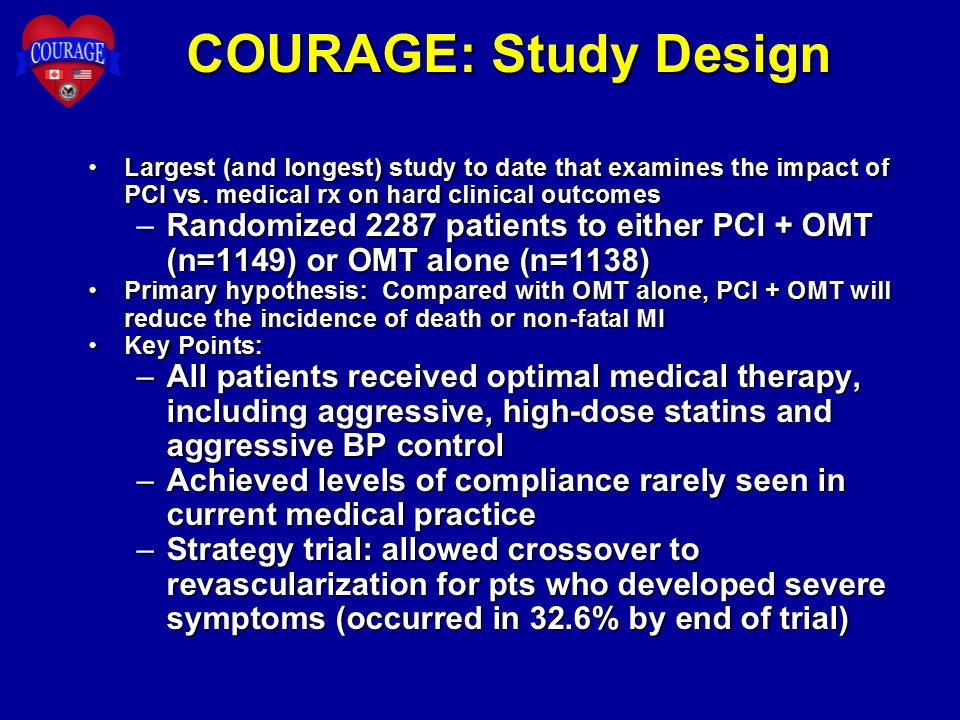 COURAGE
COURAGE: Study Design
• Largest (and longest) study to date that examines the impact of
PCI vs. medical rx on hard clinical outcomes
– Randomized 2287 patients to either PCI + OMT
(n=1149) or OMT alone (n=1138)
• Primary hypothesis: Compared with OMT alone, PCI + OMT will
reduce the incidence of death or non-fatal MI
• Key Points:
– All patients received optimal medical therapy,
including aggressive, high-dose statins and
aggressive BP control
– Achieved levels of compliance rarely seen in
current medical practice
– Strategy trial: allowed crossover to
revascularization for pts who developed severe
symptoms (occurred in 32.6% by end of trial)